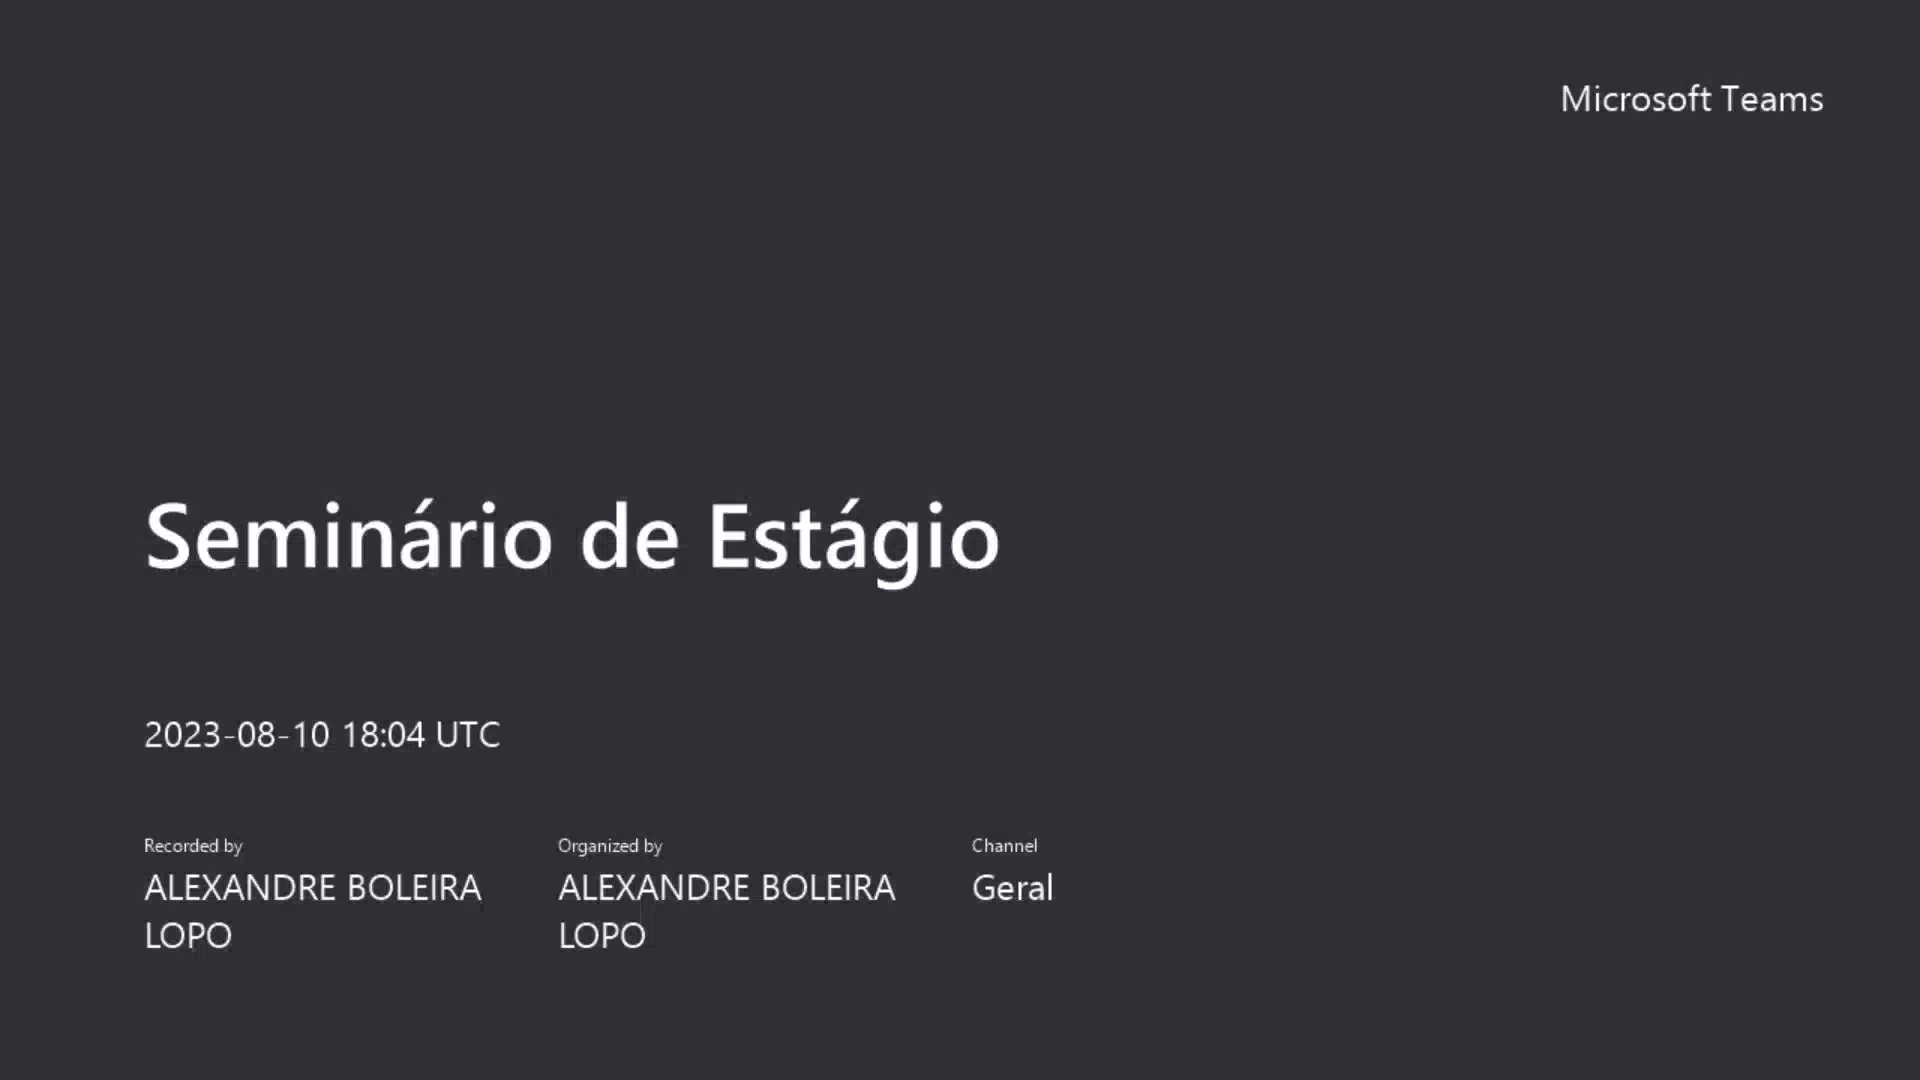 Microsoft Teams
Seminário de Estágio
2023-08-10 18:04 UTC
Recorded by
ALEXANDRE BOLEIRA
LOPO
Organized by
ALEXANDRE BOLEIRA
LOPO
Channel
Geral